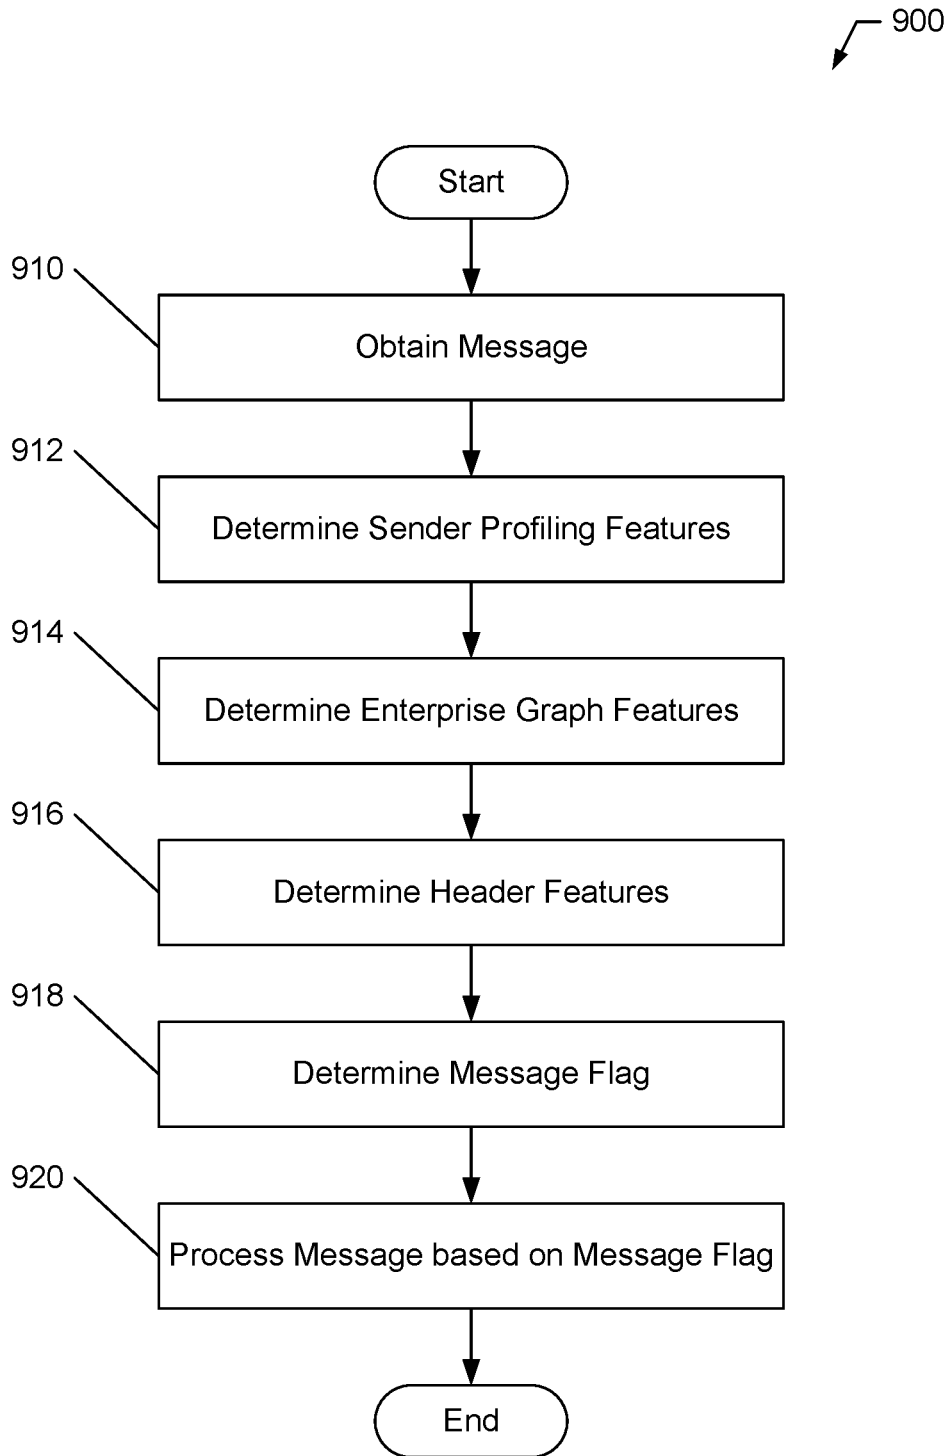 900
Start
910
Obtain Message
912
Determine Sender Profiling Features
914
Determine Enterprise Graph Features
916
Determine Header Features
918
Determine Message Flag
920
Process Message based on Message Flag
End